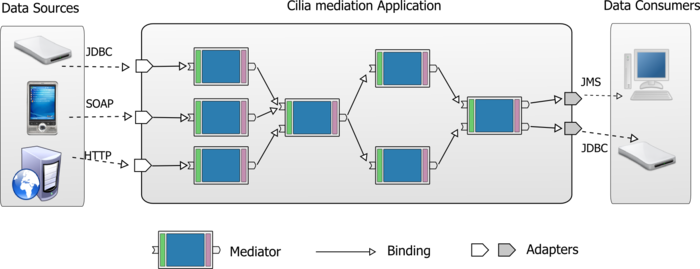 Data Sources
Cilia mediation Application
Data Consumers
JDBC
SOAP
HTTP
JMS
JDBC
Mediator
Binding
Adapters